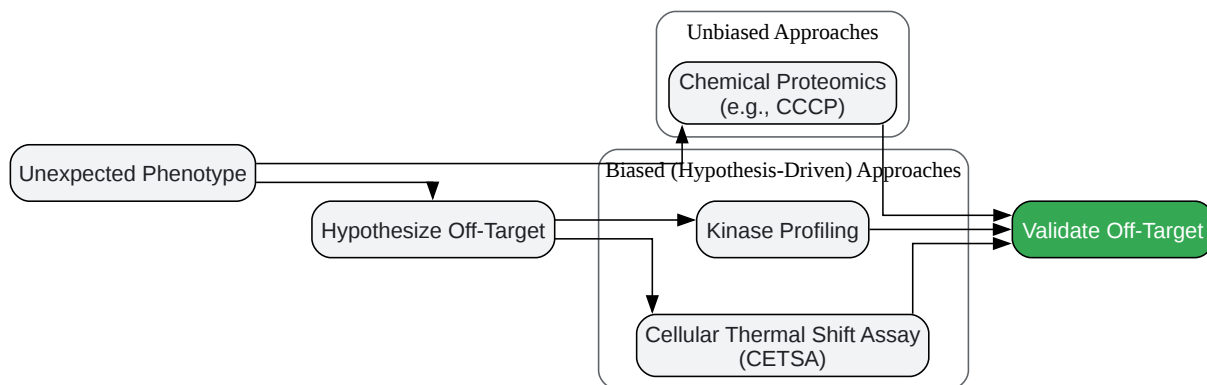 Unbiased Approaches
Chemical Proteomics
(e.g., CCCP)
Unexpected Phenotype
Biased (Hypothesis-Driven) Approaches
Hypothesize Off-Target
Kinase Profiling
Validate Off-Target
Cellular Thermal Shift Assay
(CETSA)